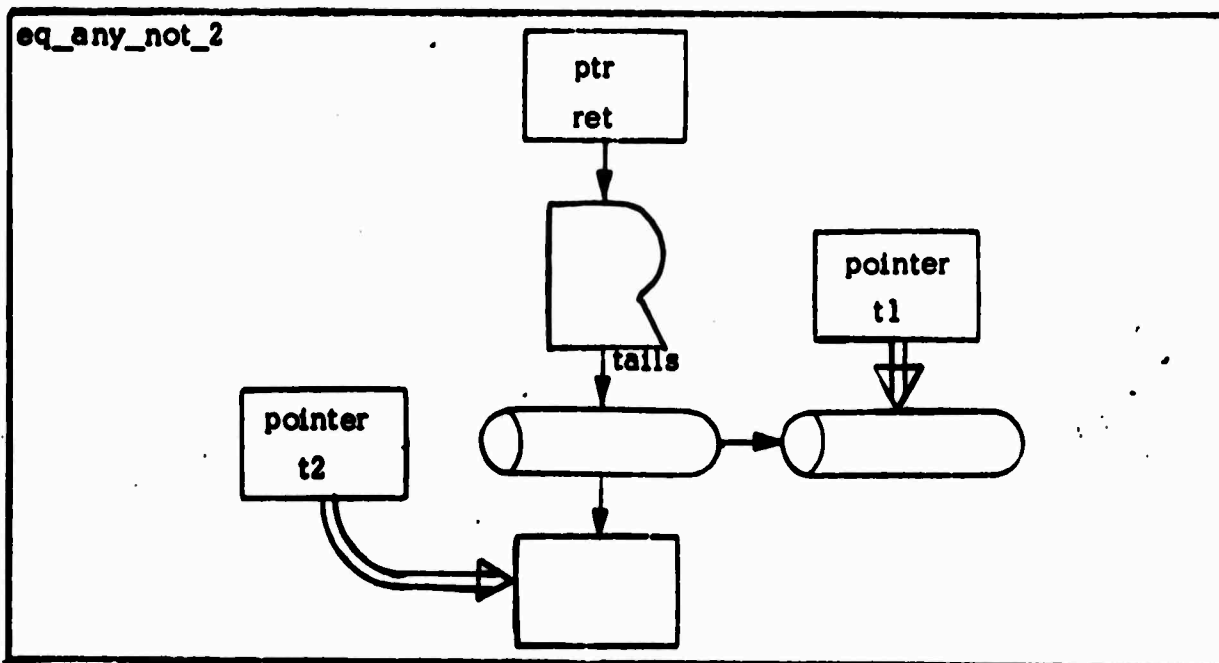 eq_any_not_2
ptr
ret
pointer
t1
tails
pointer
t2